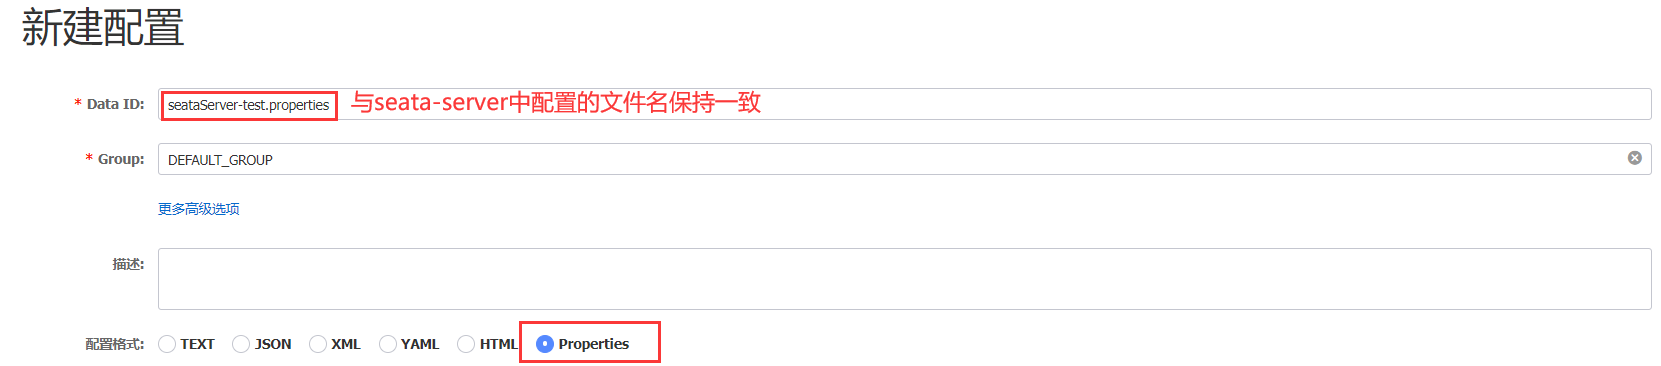 新建配置
* Data ID: seataServer-test.properties 与seata-server中配置的文件名保持一致
* Group: DEFAULT_GROUP
更多高级选项
描述:
配置格式: TEXT JSON XML YAML HTML Properties